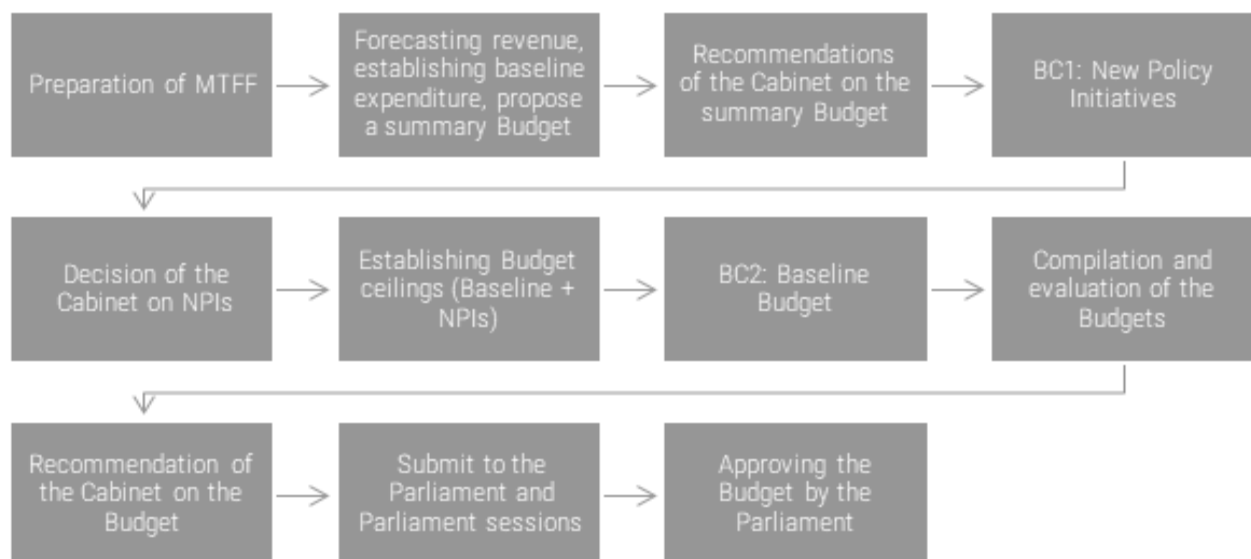 Preparation of MTFF
Forecasting revenue,
establishing baseline
expenditure, propose
a summary Budget
Recommendations
of the Cabinet on the
summary Budget
BC1: New Policy
Initiatives
Decision of the
Cabinet on NPIs
Establishing Budget
ceilings (Baseline +
NPIs)
BC2: Baseline
Budget
Compilation and
evaluation of the
Budgets
Recommendation of
the Cabinet on the
Budget
Submit to the
Parliament and
Parliament sessions
Approving the
Budget by the
Parliament